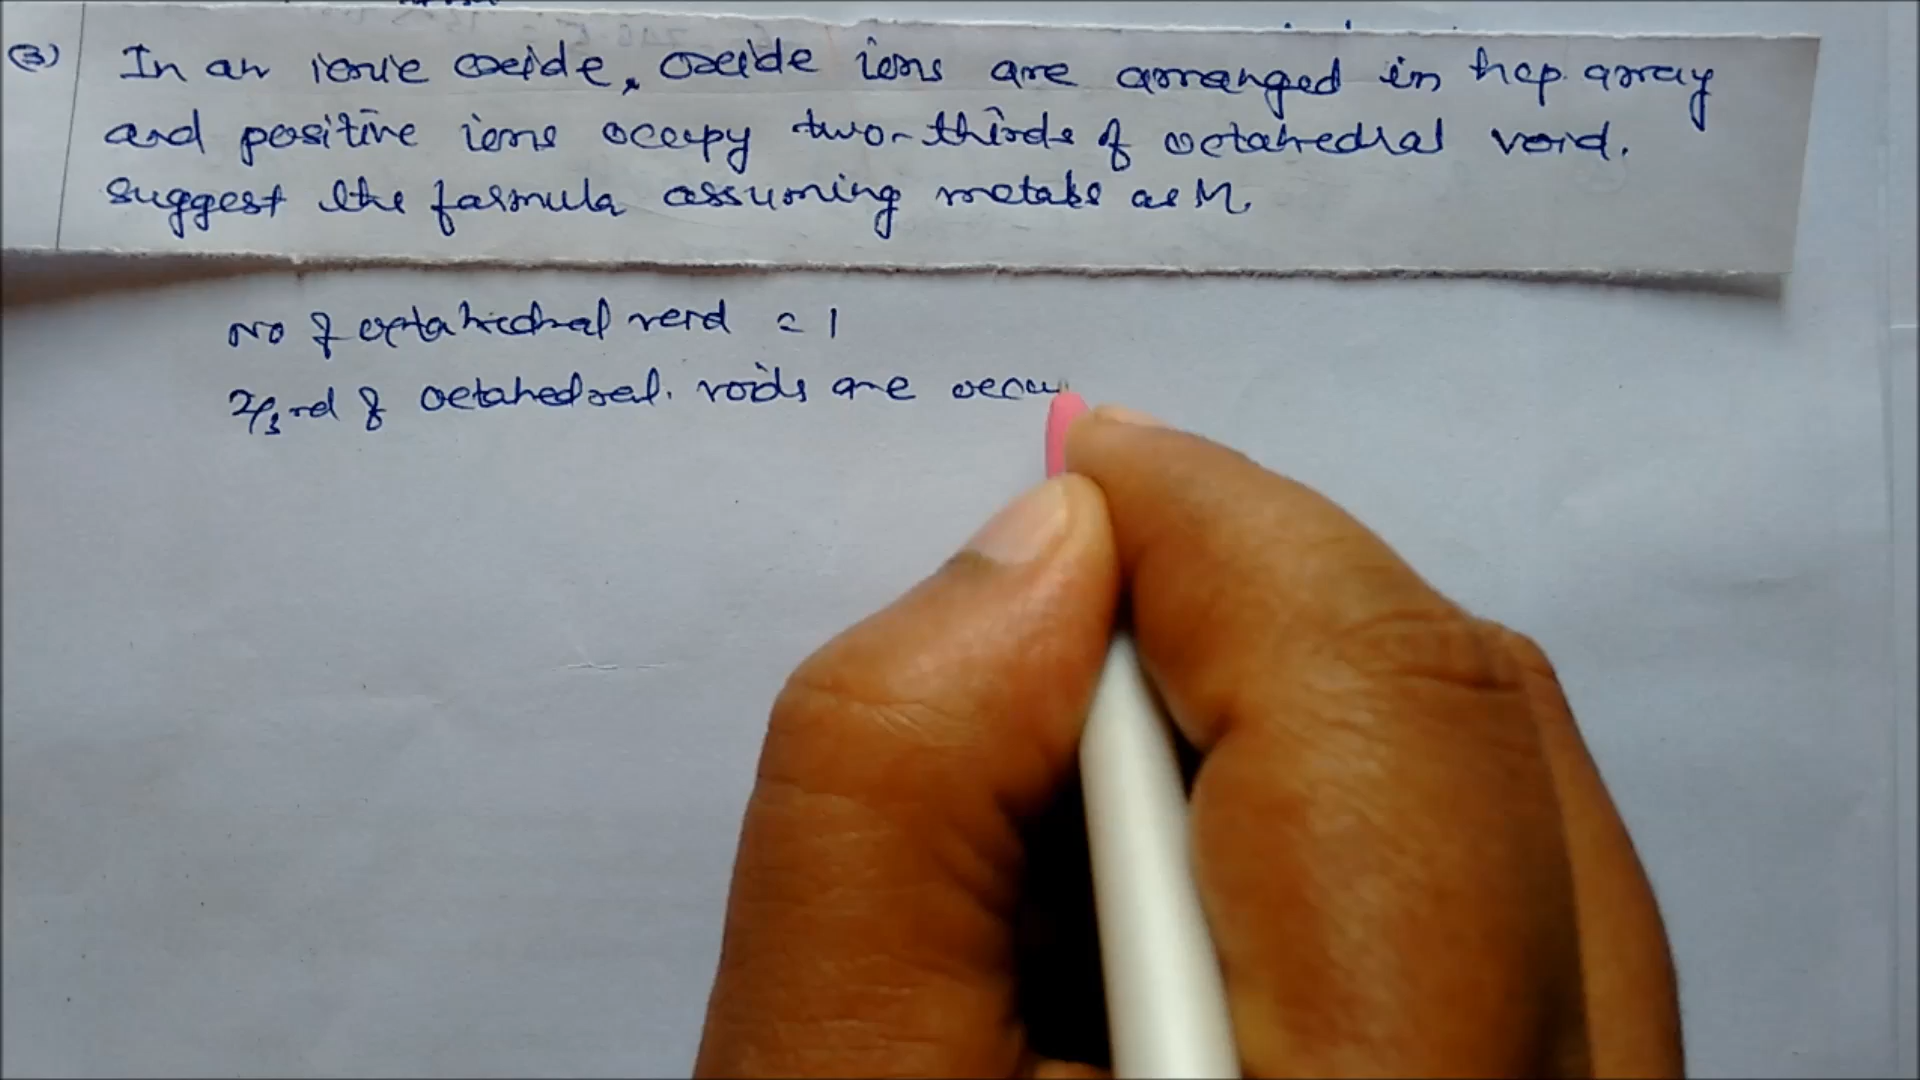 (3) In an ionic oxide, oxide ions are arranged in hcp. array
and positive ions occupy two-thirds of octahedral void.
Suggest the formula assuming metals as M.
No of octahedral void = 1
2/3rd of octahedral. voids are occu